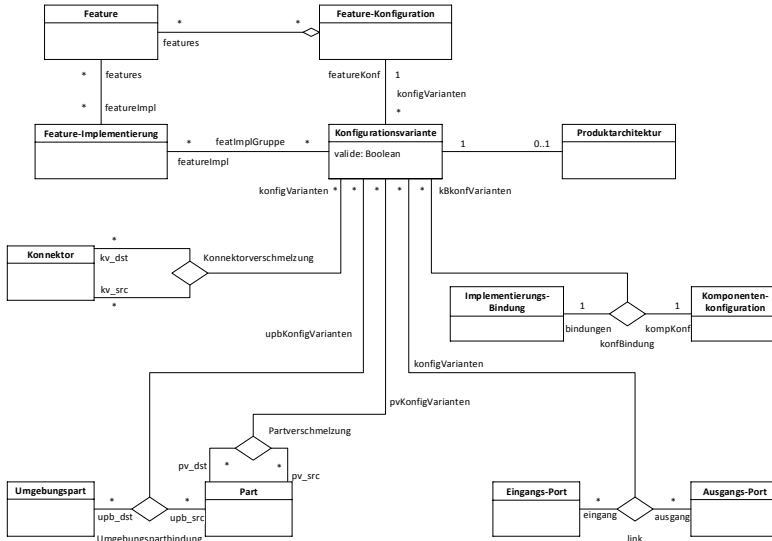 Feature
Feature-Konfiguration
*
*
features
*
features
featureKonf
1
konfigVarianten
*
featureImpl
*
Feature-Implementierung
Konfigurationsvariante
Produktarchitektur
*
featImplGruppe
*
featureImpl
valide: Boolean
1
0..1
konfigVarianten
*
*
*
*
*
kBkonfVarianten
Konnektor
*
kv_dst
Konnektorverschmelzung
kv_src
*
Implementierungs-
Bindung
Komponenten-
konfiguration
1
1
bindungen
kompKonf
konfBindung
upbKonfigVarianten
konfigVarianten
pvKonfigVarianten
Partverschmelzung
pv_dst
*
*
pv_src
Umgebungspart
Part
*
*
upb_dst
upb_src
Umgebungspartbindung
Eingangs-Port
Ausgangs-Port
*
*
eingang
ausgang
link